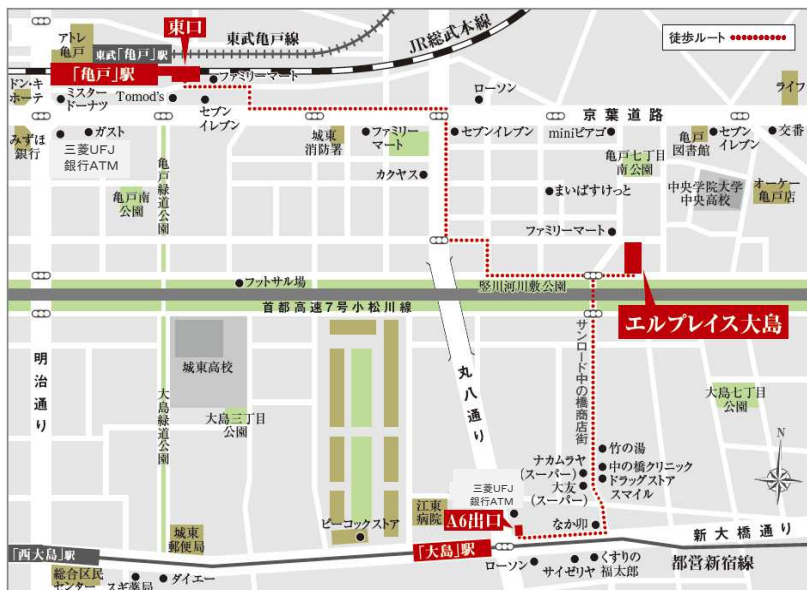 アトレ
亀戸
東武「亀戸」駅
東口
東武亀戸線
JR総武本線
徒歩ルート
「亀戸」駅
ドン・キ
ホーテ
ミスター
ドーナツ
Tomod's
ファミリーマート
セブン
イレブン
ローソン
京葉道路
ライフ
みずほ
銀行
ガスト
三菱UFJ
銀行ATM
亀戸緑道公園
城東
消防署
ファミリー
マート
セブンイレブン
miniピアゴ
亀戸
図書館
セブン
イレブン
交番
亀戸七丁目
南公園
カクヤス
まいばすけっと
中央学院大学
中央高校
オーケー
亀戸店
亀戸南
公園
ファミリーマート
フットサル場
竪川河川敷公園
首都高速7号小松川線
エルプレイス大島
明治通り
城東高校
大島緑道公園
大島三丁目
公園
丸八通り
サンロード中の橋商店街
大島七丁目
公園
N
竹の湯
ナカムラヤ
(スーパー)
中の橋クリニック
ドラッグストア
スマイル
大友
(スーパー)
三菱UFJ
銀行ATM
江東
病院
A6出口
なか卯
城東
郵便局
ピーコックストア
新大橋通り
「西大島」駅
「大島」駅
都営新宿線
総合区民
センター
スギ薬局
ダイエー
ローソン
サイゼリヤ
くすりの
福太郎